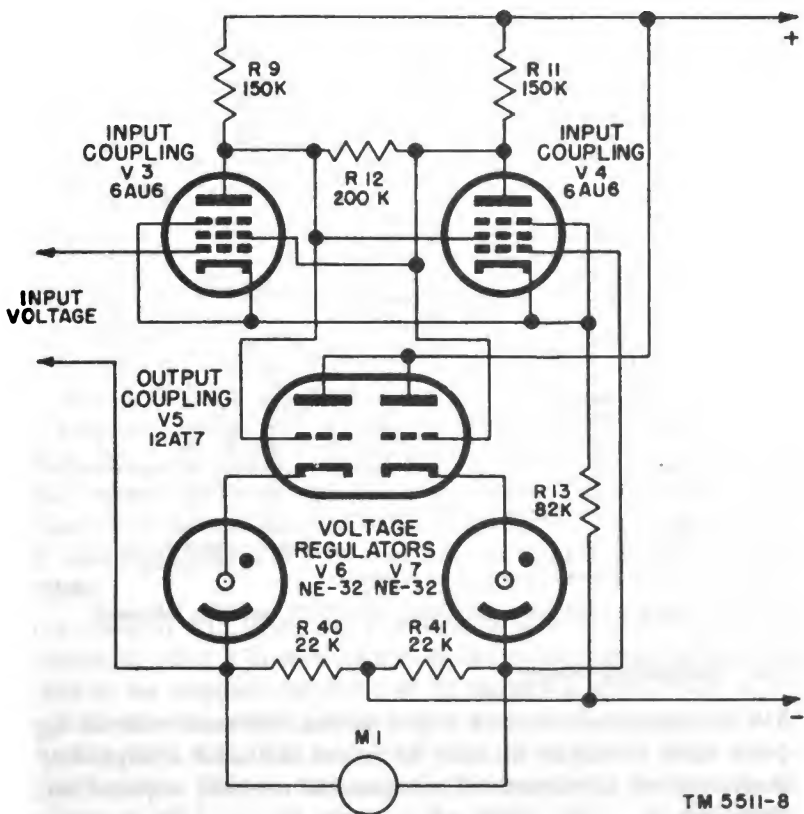 +
R 9
150K
R 11
150K
INPUT
COUPLING
V 3
6AU6
R 12
200 K
INPUT
COUPLING
V 4
6AU6
INPUT
VOLTAGE
OUTPUT
COUPLING
V5
12AT7
R 13
82K
VOLTAGE
REGULATORS
V 6 V 7
NE-32 NE-32
R 40
22 K
R 41
22 K
-
M 1
TM 5511-8